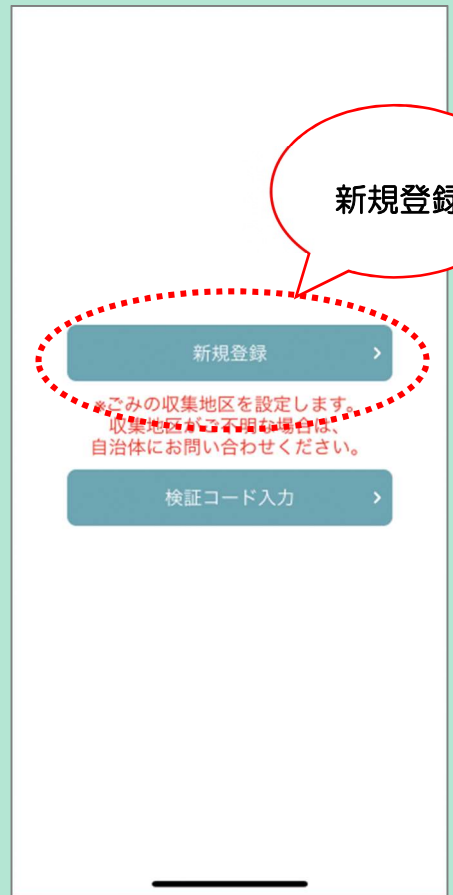 新規登録
新規登録
※ごみの収集地区を設定します。
収集地区がご不明な場合は、
自治体にお問い合わせください。
検証コード入力